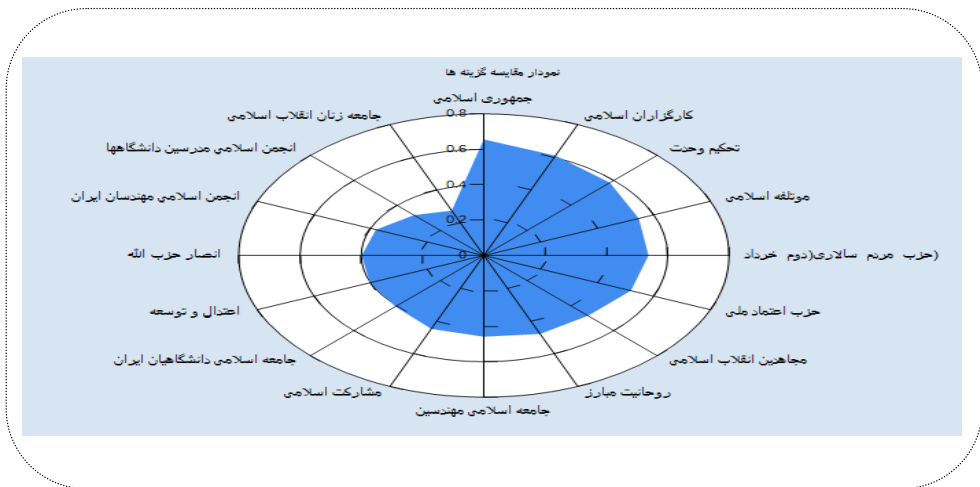 نمودار مقایسه گزینه ها
جمهوری اسلامی
کارگزاران اسلامی
تحکیم وحدت
موتلفه اسلامی
(حزب مردم سالاری(دوم خرداد
حزب اعتماد ملی
مجاهدین انقلاب اسلامی
روحانیت مبارز
جامعه اسلامی مهندسین
مشارکت اسلامی
جامعه اسلامی دانشگاهیان ایران
اعتدال و توسعه
انصار حزب الله
انجمن اسلامی مهندسان ایران
انجمن اسلامی مدرسین دانشگاهها
جامعه زنان انقلاب اسلامی
0.8
0.6
0.4
0.2
0